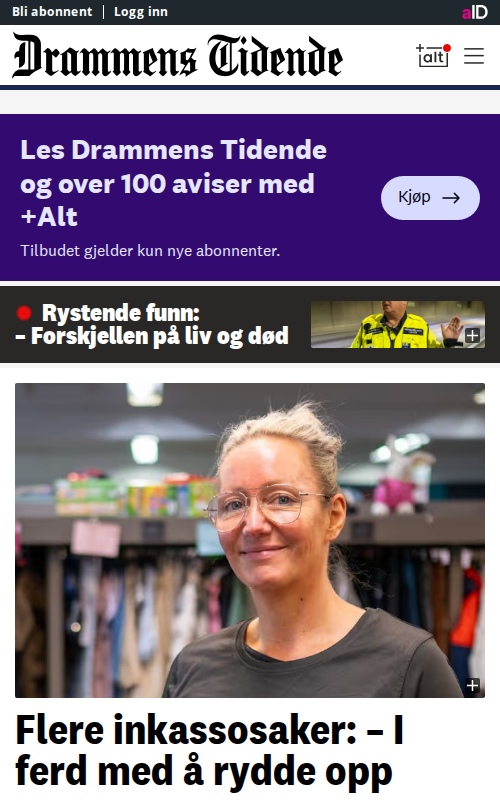 Bli abonnent | Logg inn
aID
Drammens Tidende
+alt
Les Drammens Tidende
og over 100 aviser med
+Alt
Kjøp →
Tilbudet gjelder kun nye abonnenter.
Rystende funn:
– Forskjellen på liv og død
Flere inkassosaker: – I
ferd med å rydde opp